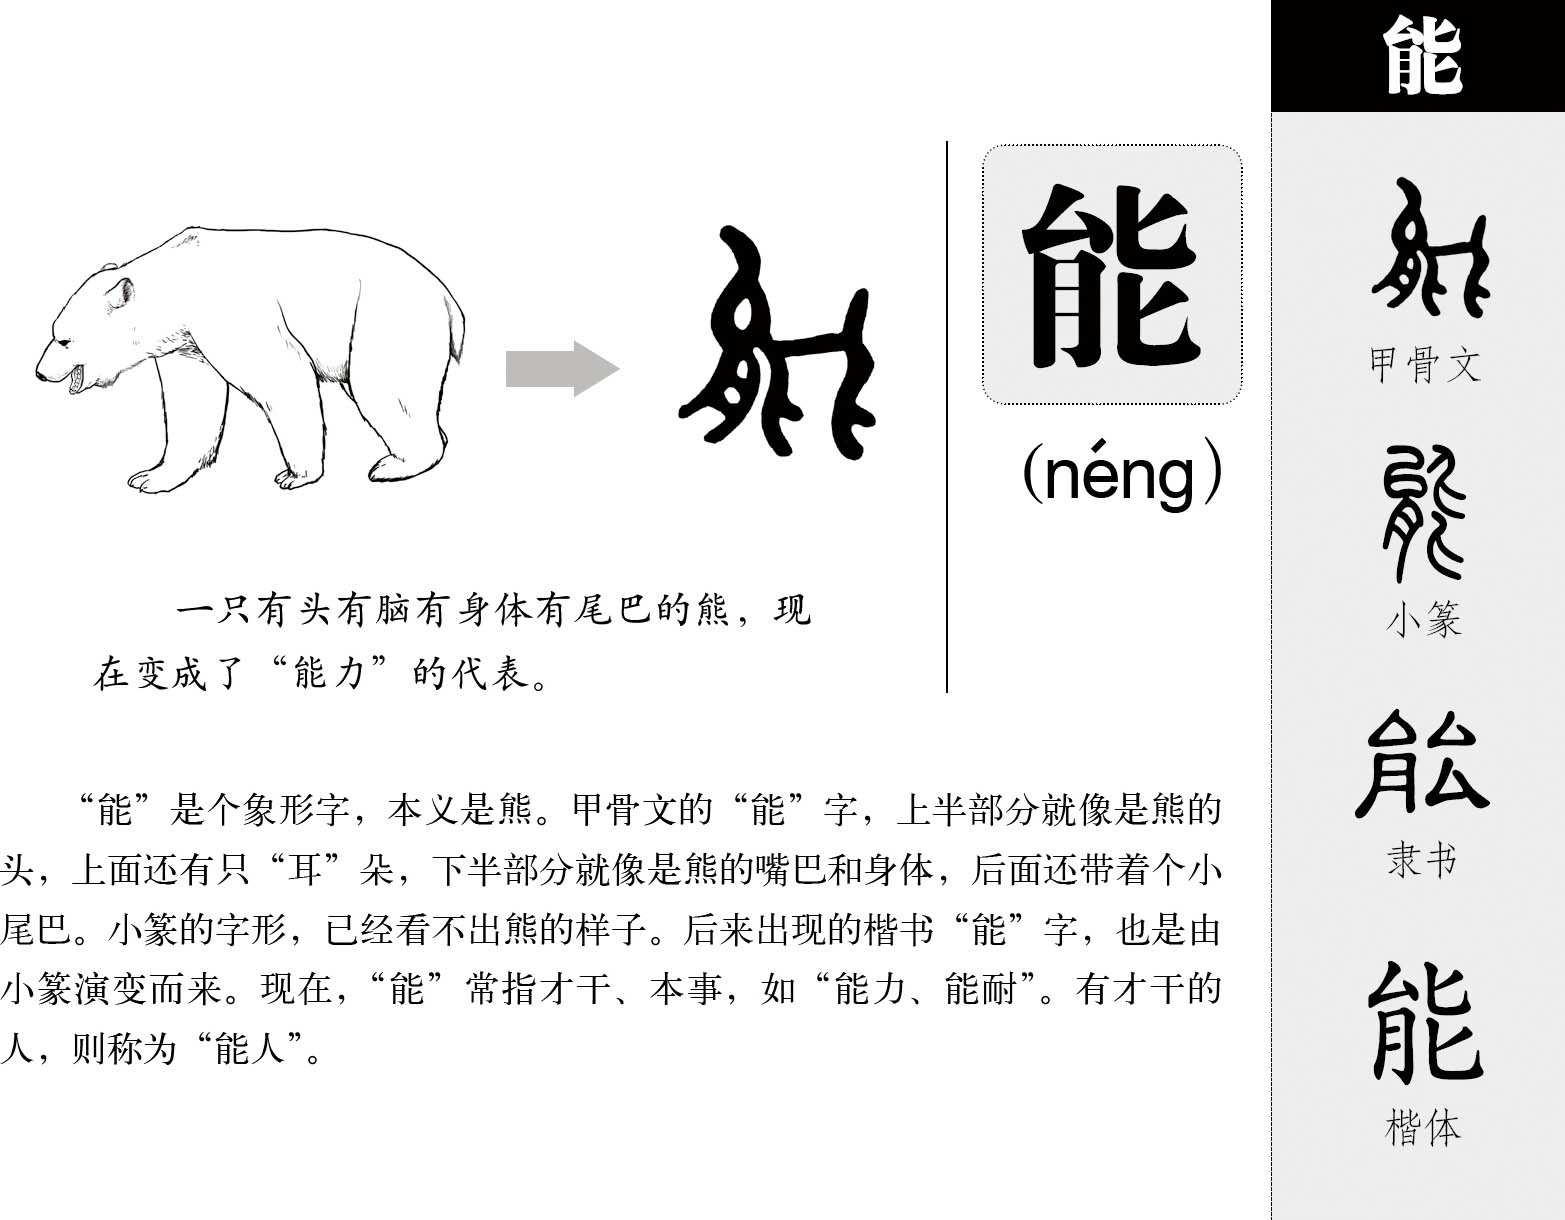 能
能
(néng)
一只有头有脑有身体有尾巴的熊，现
在变成了“能力”的代表。
“能”是个象形字，本义是熊。甲骨文的“能”字，上半部分就像是熊的
头，上面还有只“耳”朵，下半部分就像是熊的嘴巴和身体，后面还带着个小
尾巴。小篆的字形，已经看不出熊的样子。后来出现的楷书“能”字，也是由
小篆演变而来。现在，“能”常指才干、本事，如“能力、能耐”。有才干的
人，则称为“能人”。
能
甲骨文
能
小篆
能
隶书
能
楷体